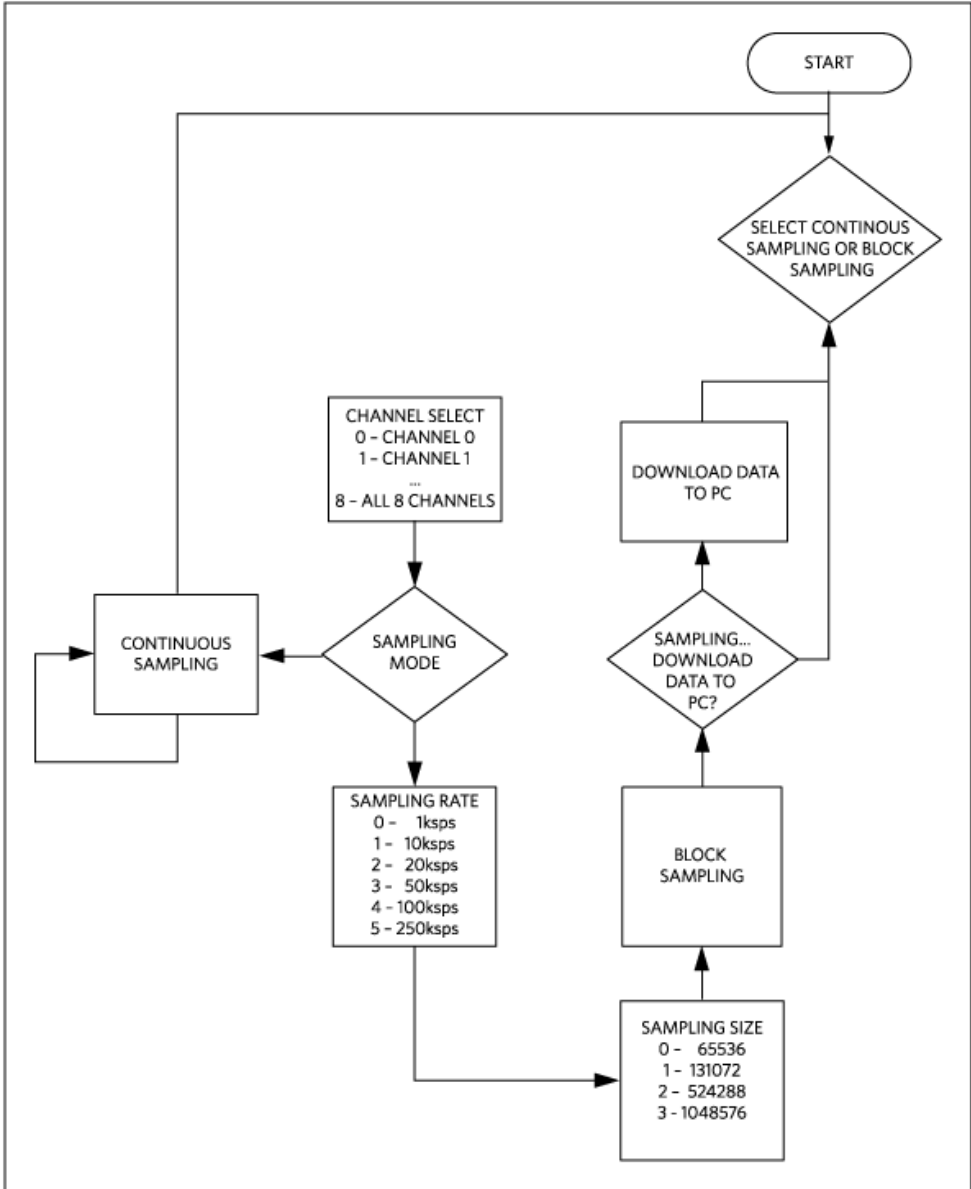 START
SELECT CONTINOUS
SAMPLING OR BLOCK
SAMPLING
CHANNEL SELECT
0 – CHANNEL 0
1 – CHANNEL 1
...
8 – ALL 8 CHANNELS
DOWNLOAD DATA
TO PC
CONTINUOUS
SAMPLING
SAMPLING
MODE
SAMPLING...
DOWNLOAD
DATA TO
PC?
SAMPLING RATE
0 – 1ksps
1 – 10ksps
2 – 20ksps
3 – 50ksps
4 – 100ksps
5 – 250ksps
BLOCK
SAMPLING
SAMPLING SIZE
0 – 65536
1 – 131072
2 – 524288
3 - 1048576